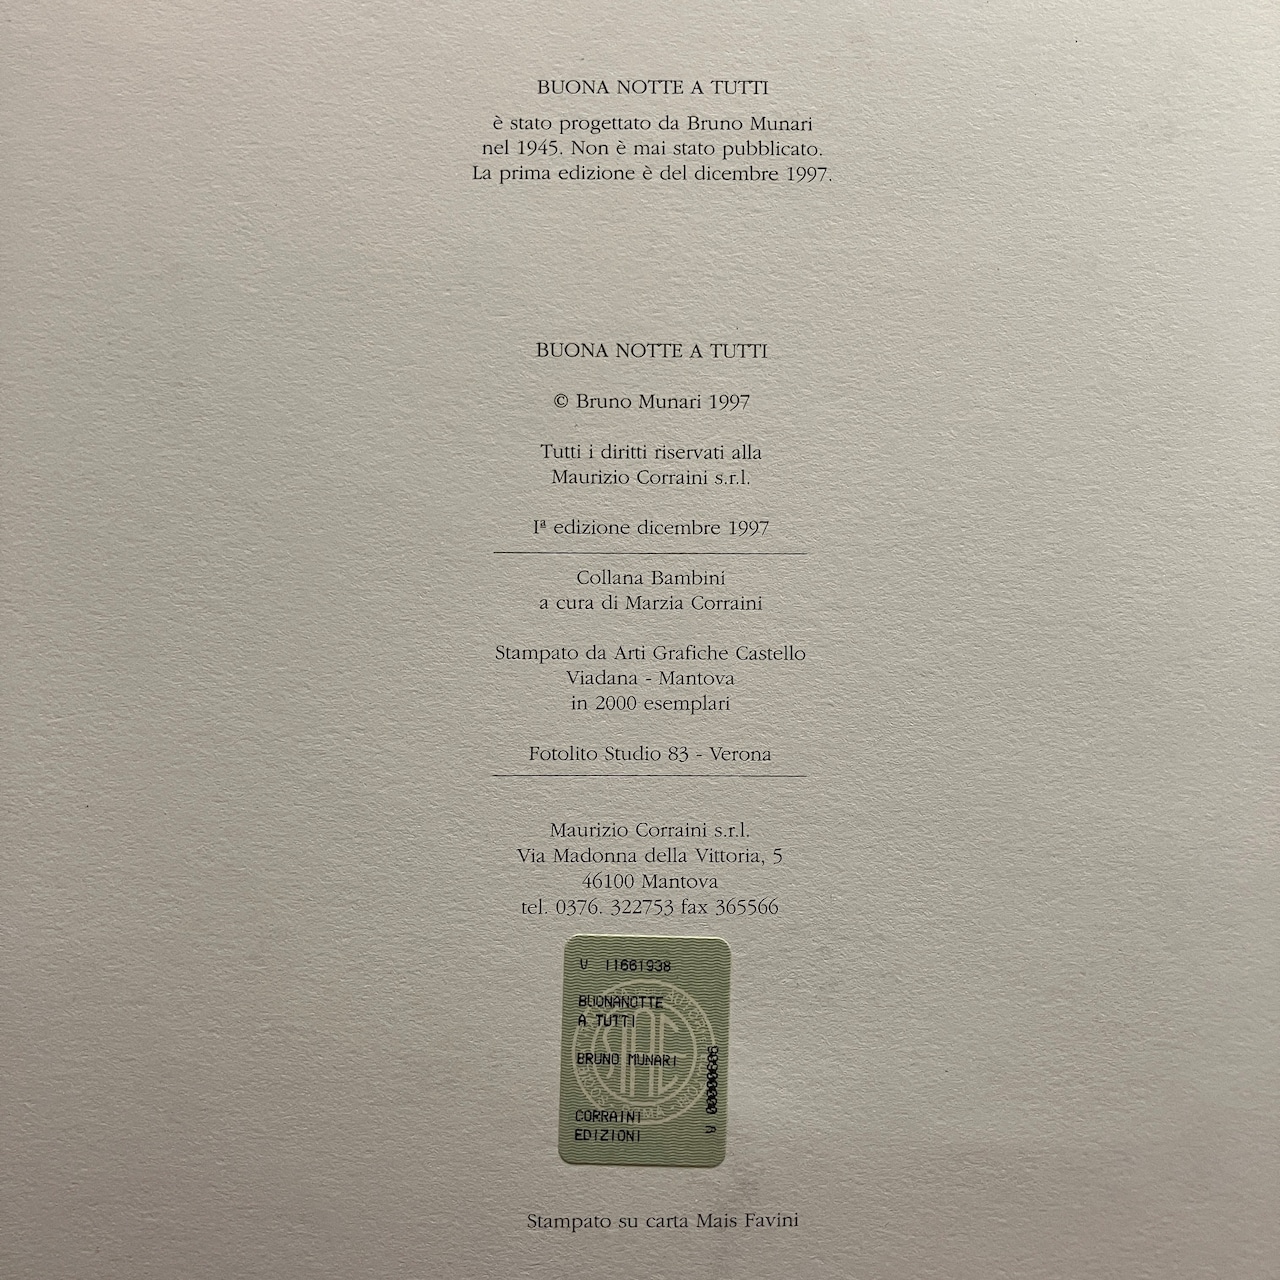 BUONA NOTTE A TUTTI
è stato progettato da Bruno Munari
nel 1945. Non è mai stato pubblicato.
La prima edizione è del dicembre 1997.
BUONA NOTTE A TUTTI
© Bruno Munari 1997
Tutti i diritti riservati alla
Maurizio Corraini s.r.l.
Iª edizione dicembre 1997
Collana Bambini
a cura di Marzia Corraini
Stampato da Arti Grafiche Castello
Viadana - Mantova
in 2000 esemplari
Fotolito Studio 83 - Verona
Maurizio Corraini s.r.l.
Via Madonna della Vittoria, 5
46100 Mantova
tel. 0376. 322753 fax 365566
V 11661938
BUONANOTTE
A TUTTI
BRUNO MUNARI
CORRAINI
EDIZIONI
SIAE
Stampato su carta Mais Favini